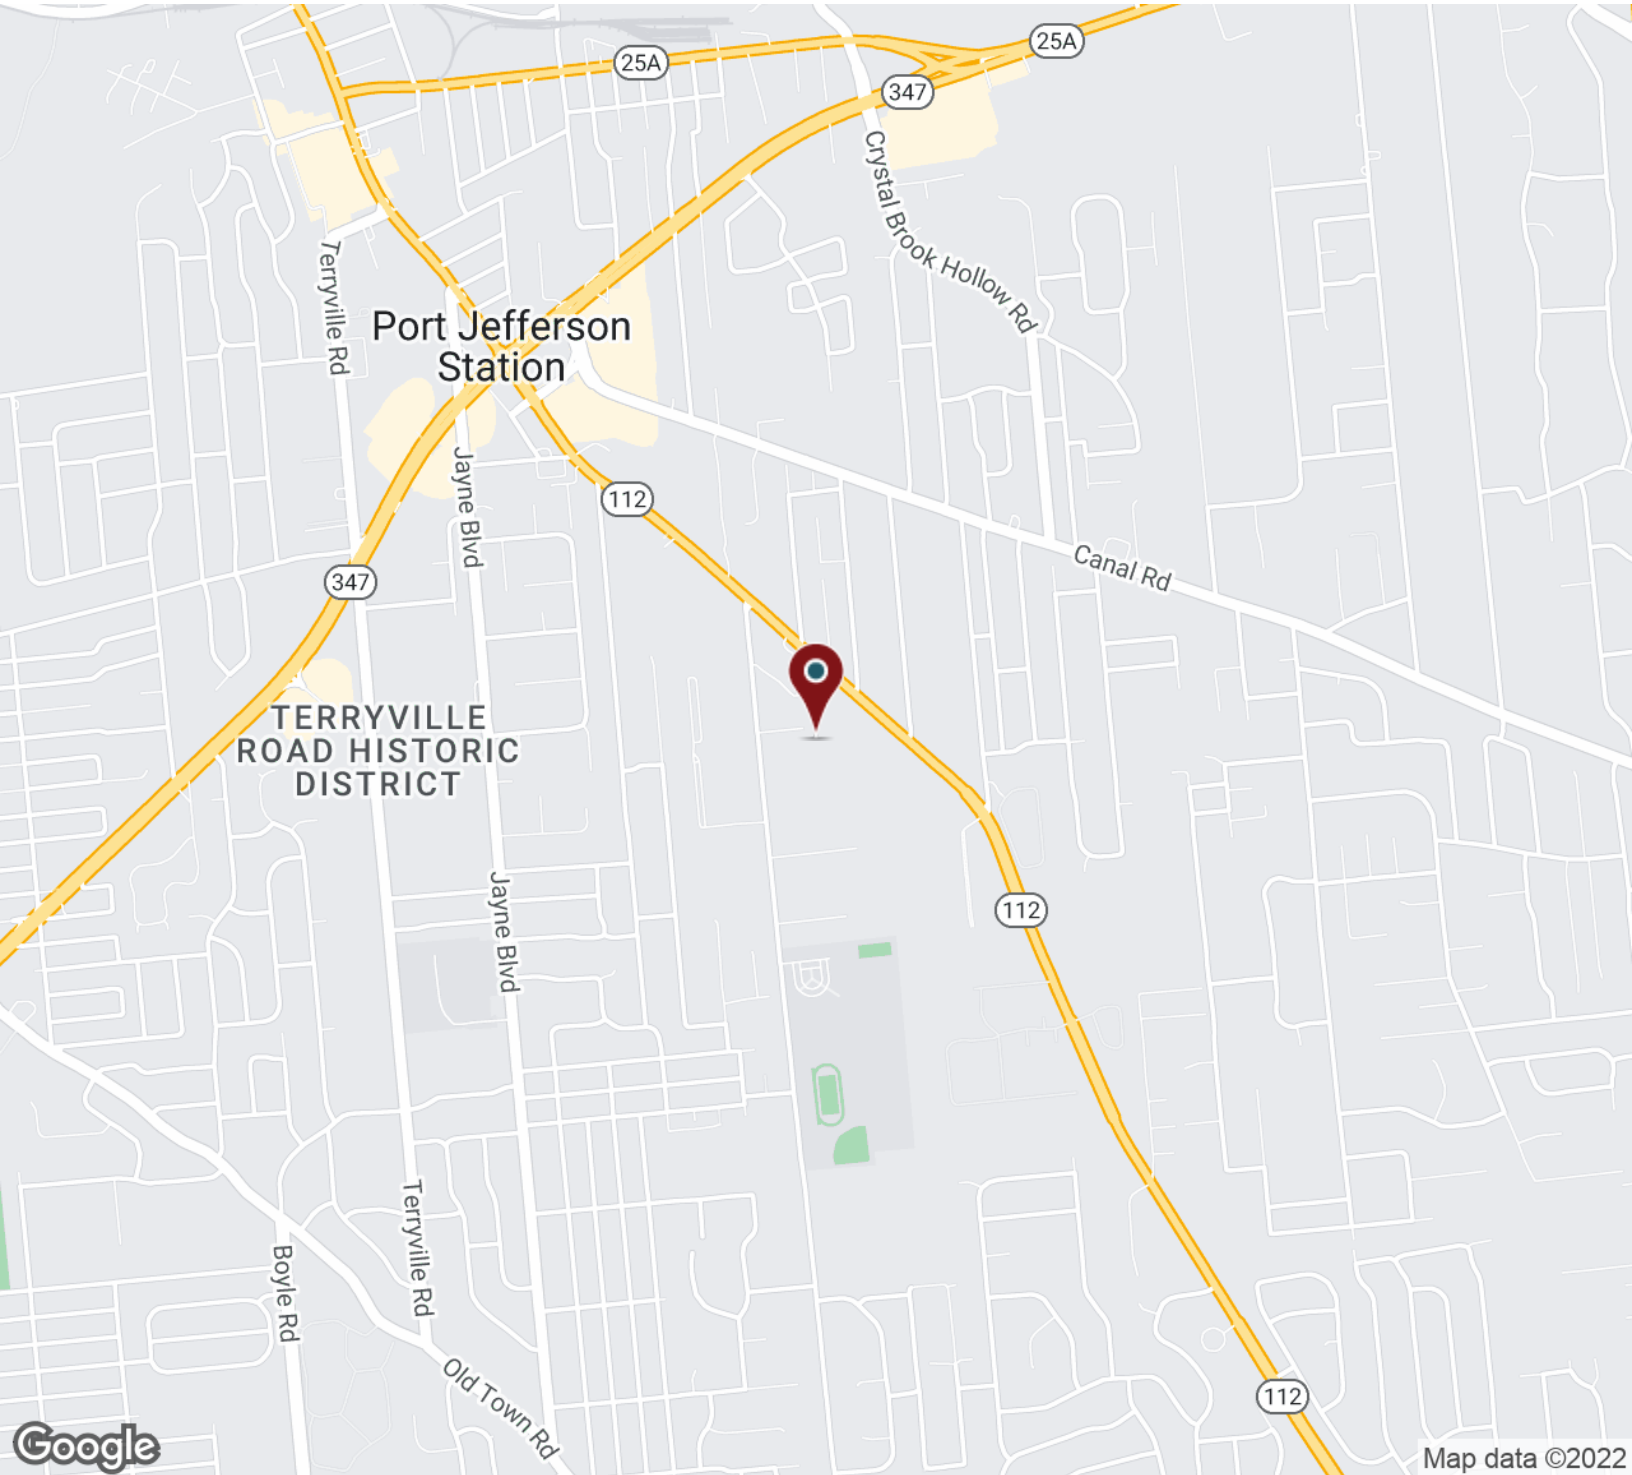 25A
25A
347
Crystal Brook Hollow Rd
Terryville Rd
Port Jefferson
Station
Jayne Blvd
112
Canal Rd
347
TERRYVILLE
ROAD HISTORIC
DISTRICT
Jayne Blvd
112
Terryville Rd
Boyle Rd
Old Town Rd
112
Google
Map data ©2022